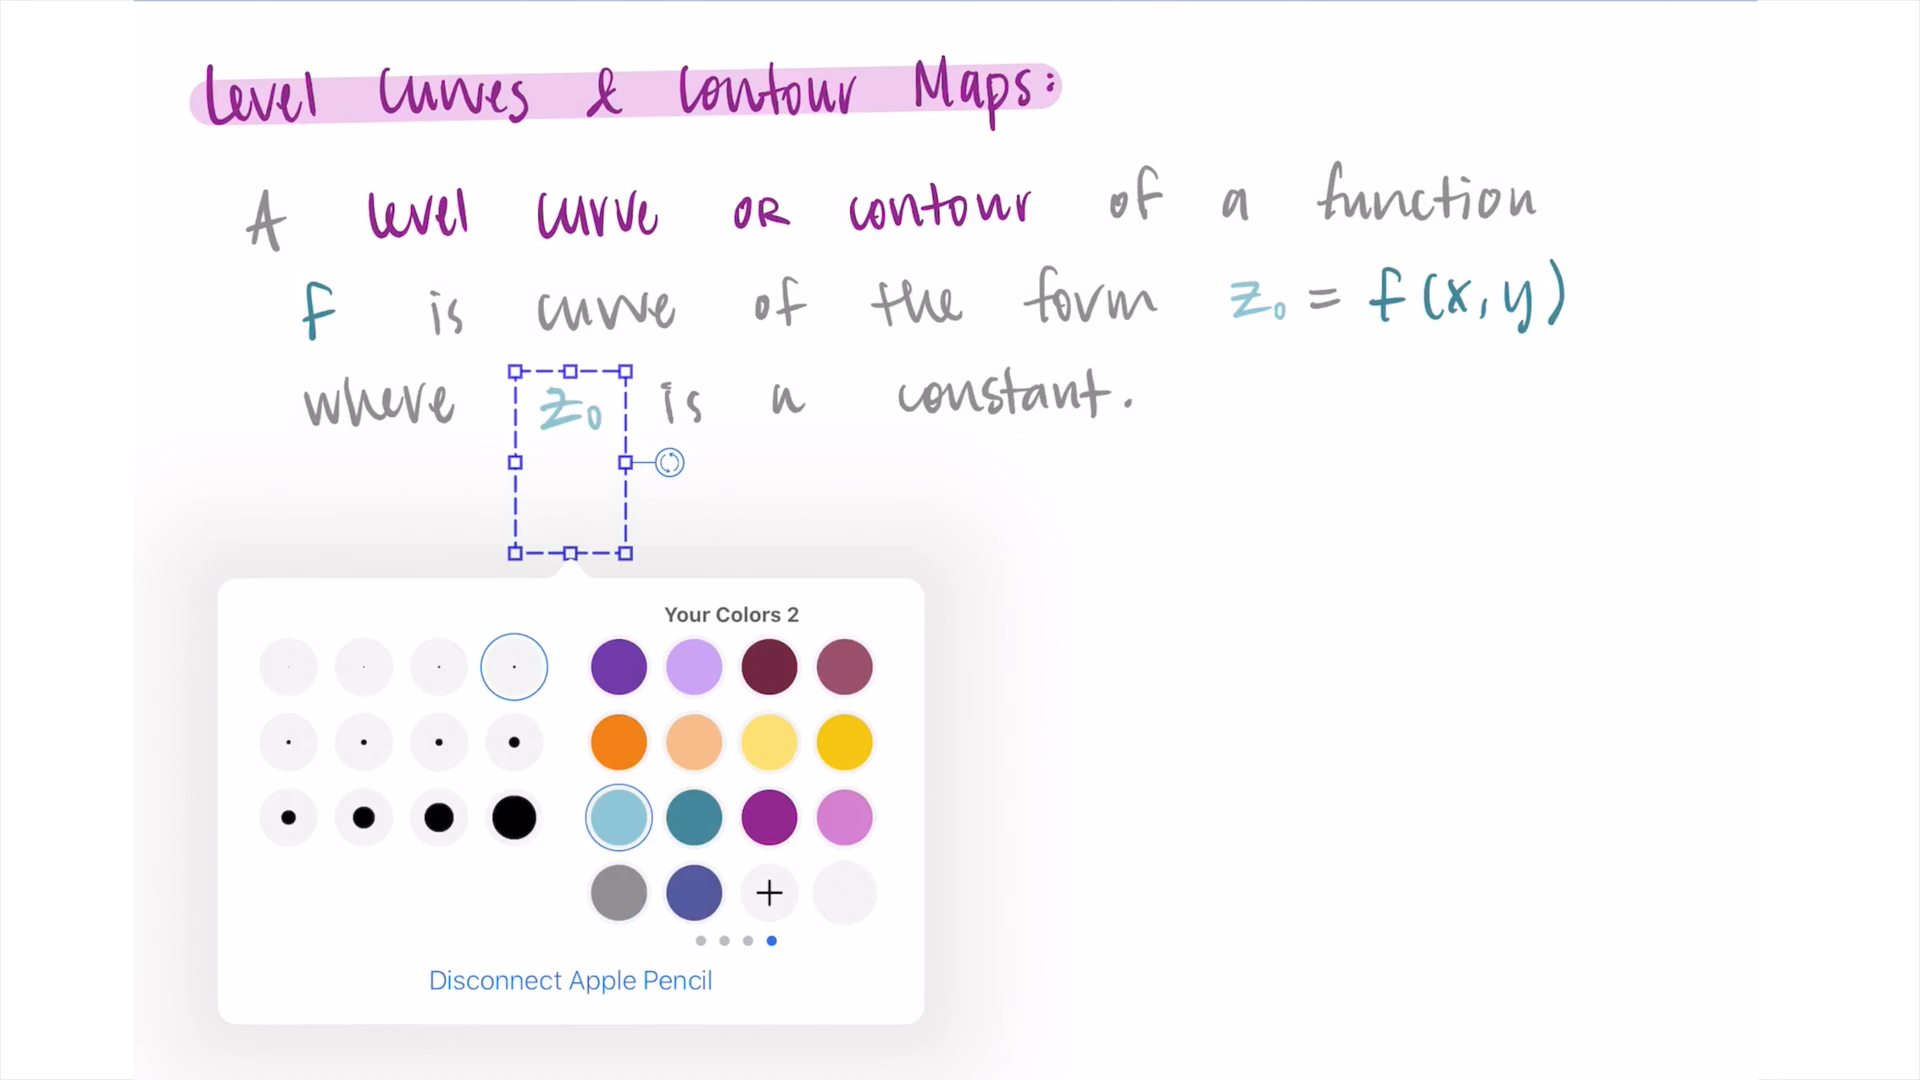 Level Curves & Contour Maps:
A level curve OR contour of a function
f is curve of the form z₀ = f(x,y)
where z₀ is a constant.
Your Colors 2
Disconnect Apple Pencil